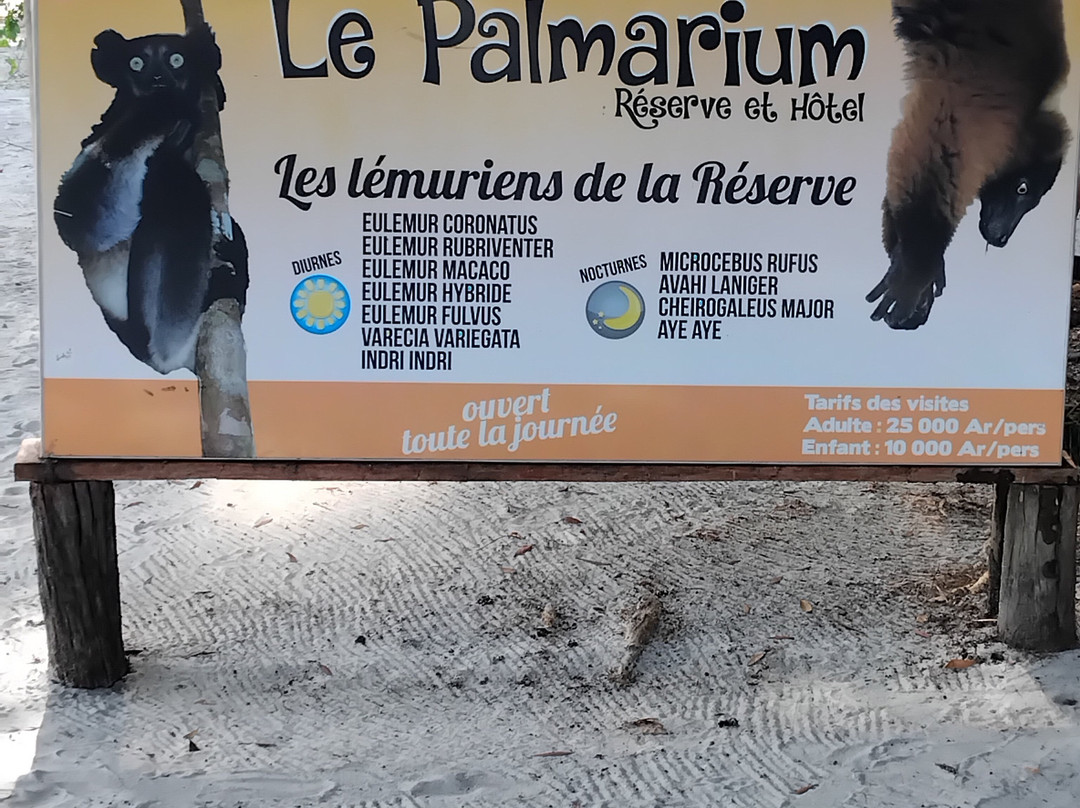 Le Palmarium
Réserve et Hôtel
Les lémuriens de la Réserve
DIURNES
EULEMUR CORONATUS
EULEMUR RUBRIVENTER
EULEMUR MACACO
EULEMUR HYBRIDE
EULEMUR FULVUS
VARECIA VARIEGATA
INDRI INDRI
NOCTURNES
MICROCEBUS RUFUS
AVAHI LANIGER
CHEIROGALEUS MAJOR
AYE AYE
ouvert
toute la journée
Tarifs des visites
Adulte : 25 000 Ar/pers
Enfant : 10 000 Ar/pers